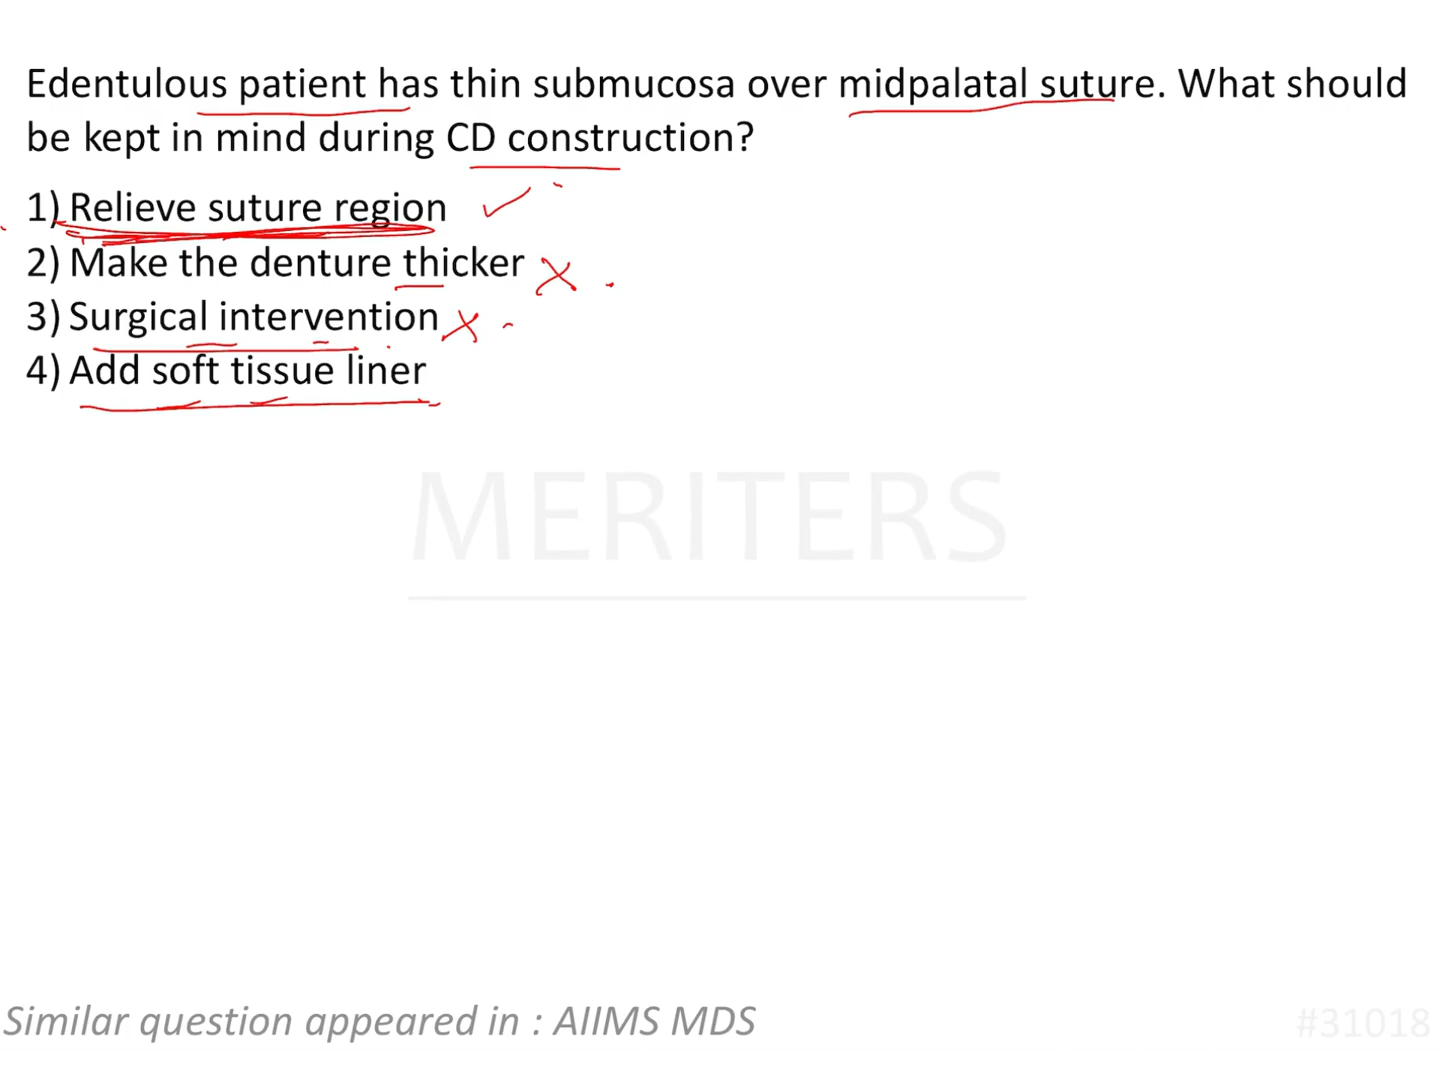 Edentulous patient has thin submucosa over midpalatal suture. What should
be kept in mind during CD construction?
1) Relieve suture region
2) Make the denture thicker
3) Surgical intervention
4) Add soft tissue liner
MERITERS
Similar question appeared in : AIIMS MDS
#31018